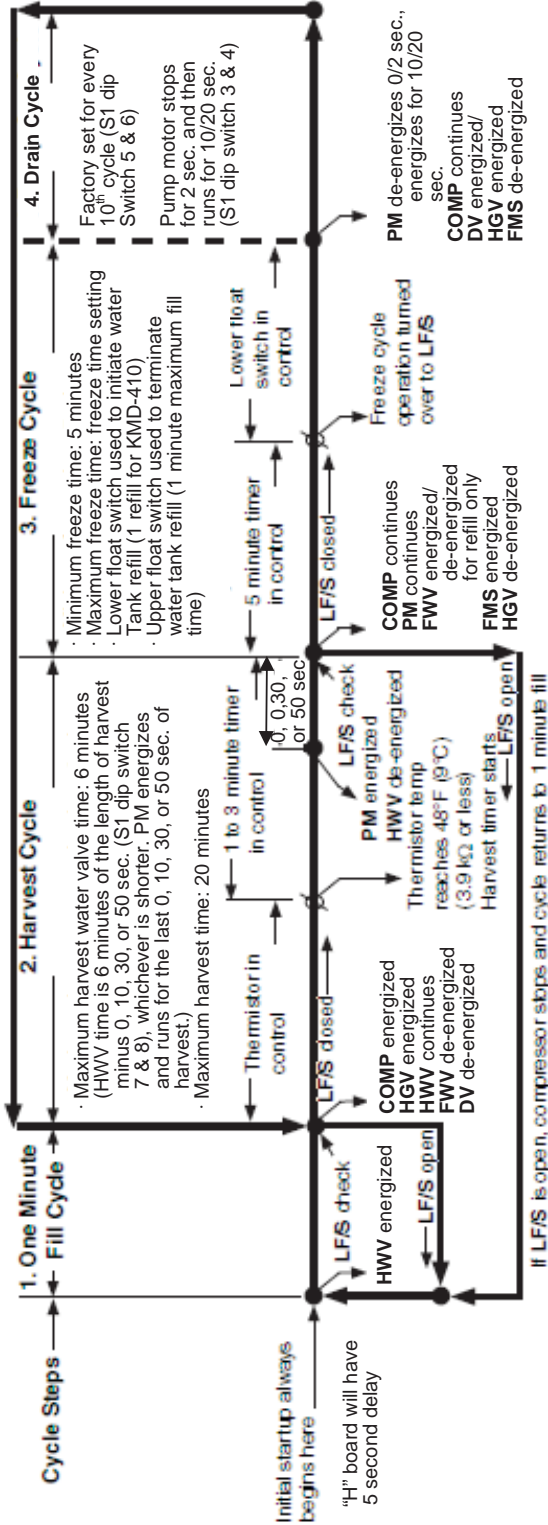 Cycle Steps
1. One Minute
Fill Cycle
2. Harvest Cycle
3. Freeze Cycle
4. Drain Cycle
· Maximum harvest water valve time: 6 minutes
(HWV time is 6 minutes of the length of harvest
minus 0, 10, 30, or 50 sec. (S1 dip switch
7 & 8), whichever is shorter. PM energizes
and runs for the last 0, 10, 30, or 50 sec. of
harvest.)
· Maximum harvest time: 20 minutes
· Minimum freeze time: 5 minutes
· Maximum freeze time: freeze time setting
· Lower float switch used to initiate water
Tank refill (1 refill for KMD-410)
· Upper float switch used to terminate
water tank refill (1 minute maximum fill
time)
Factory set for every
10th cycle (S1 dip
Switch 5 & 6)
Pump motor stops
for 2 sec. and then
runs for 10/20 sec.
(S1 dip switch 3 & 4)
Thermistor in
control
1 to 3 minute timer
in control
0, 0,30,
or 50 sec
5 minute timer
in control
Lower float
switch in
control
Initial startup always
begins here
"H" board will have
5 second delay
LF/S check
HWV energized
LF/S open
LF/S closed
COMP energized
HGV energized
HWV continues
FWV de-energized
DV de-energized
Thermistor temp
reaches 48°F (9°C)
(3.9 kΩ or less)
Harvest timer starts
PM energized
HWV de-energized
LF/S check
LF/S open
LF/S closed
COMP continues
PM continues
FWV energized/
de-energized
for refill only
FMS energized
HGV de-energized
Freeze cycle
operation turned
over to LF/S
PM de-energizes 0/2 sec.,
energizes for 10/20
sec.
COMP continues
DV energized/
HGV energized
FMS de-energized
If LF/S is open, compressor stops and cycle returns to 1 minute fill